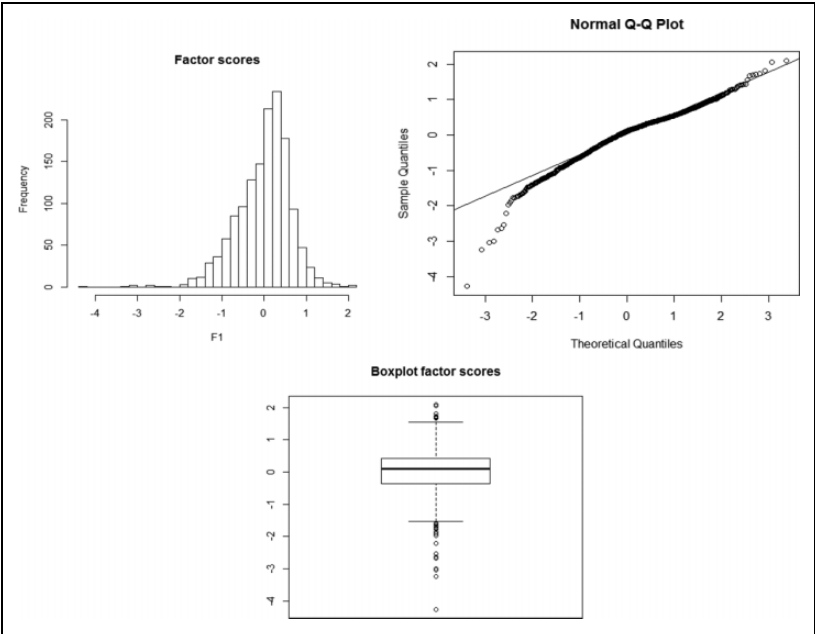 Factor scores
Frequency
200
150
100
50
0
-4 -3 -2 -1 0 1 2
F1
Normal Q-Q Plot
Sample Quantiles
2
1
0
-1
-2
-3
-4
-3 -2 -1 0 1 2 3
Theoretical Quantiles
Boxplot factor scores
2
1
0
-1
-2
-3
-4